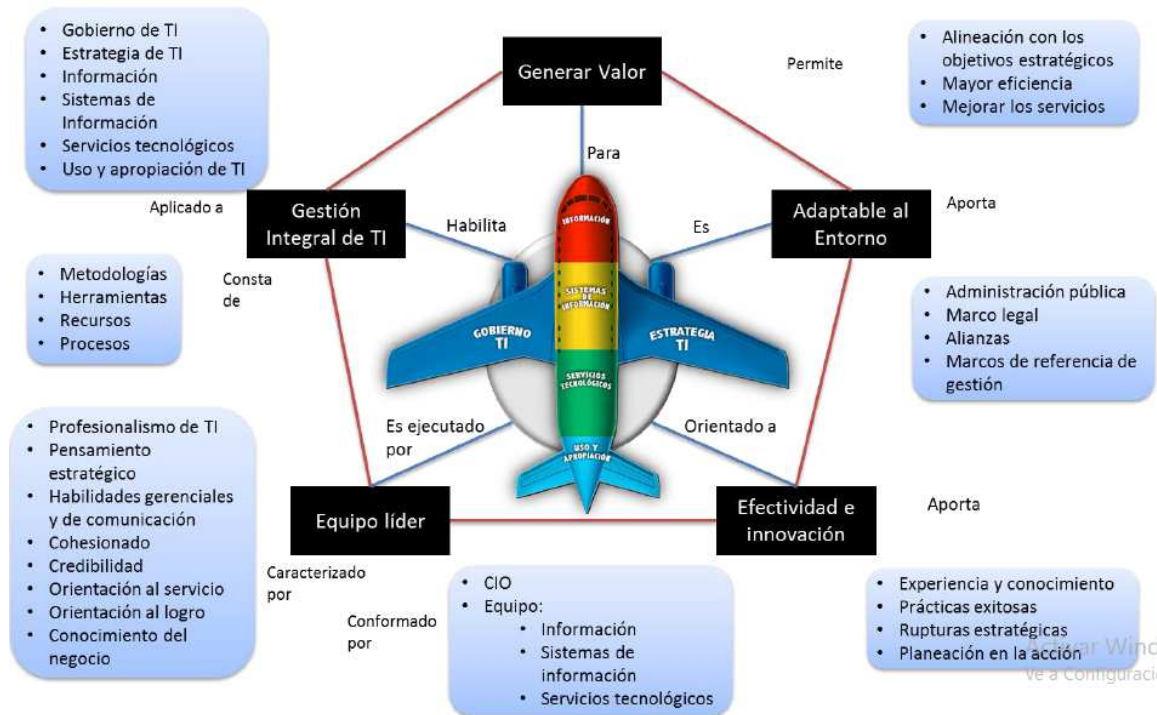 • Gobierno de TI
• Estrategia de TI
• Información
• Sistemas de
Información
• Servicios tecnológicos
• Uso y apropiación de TI
Generar Valor
Permite
• Alineación con los
objetivos estratégicos
• Mayor eficiencia
• Mejorar los servicios
Para
Aplicado a
Gestión
Integral de TI
Habilita
INFORMACIÓN
Es
Adaptable al
Entorno
Aporta
• Metodologías
• Herramientas
• Recursos
• Procesos
Consta
de
SISTEMAS
DE
INFORMACIÓN
GOBIERNO
TI
ESTRATEGIA
TI
• Administración pública
• Marco legal
• Alianzas
• Marcos de referencia de
gestión
SERVICIOS
TECNOLÓGICOS
• Profesionalismo de TI
• Pensamiento
estratégico
• Habilidades gerenciales
y de comunicación
• Cohesionado
• Credibilidad
• Orientación al servicio
• Orientación al logro
• Conocimiento del
negocio
Es ejecutado
por
USO Y
APROPIACIÓN
Orientado a
Equipo líder
Efectividad e
innovación
Aporta
Caracterizado
por
Conformado
por
• CIO
• Equipo:
• Información
• Sistemas de
información
• Servicios tecnológicos
• Experiencia y conocimiento
• Prácticas exitosas
• Rupturas estratégicas
• Planeación en la acción
Activar Wind
Ve a Configuraci